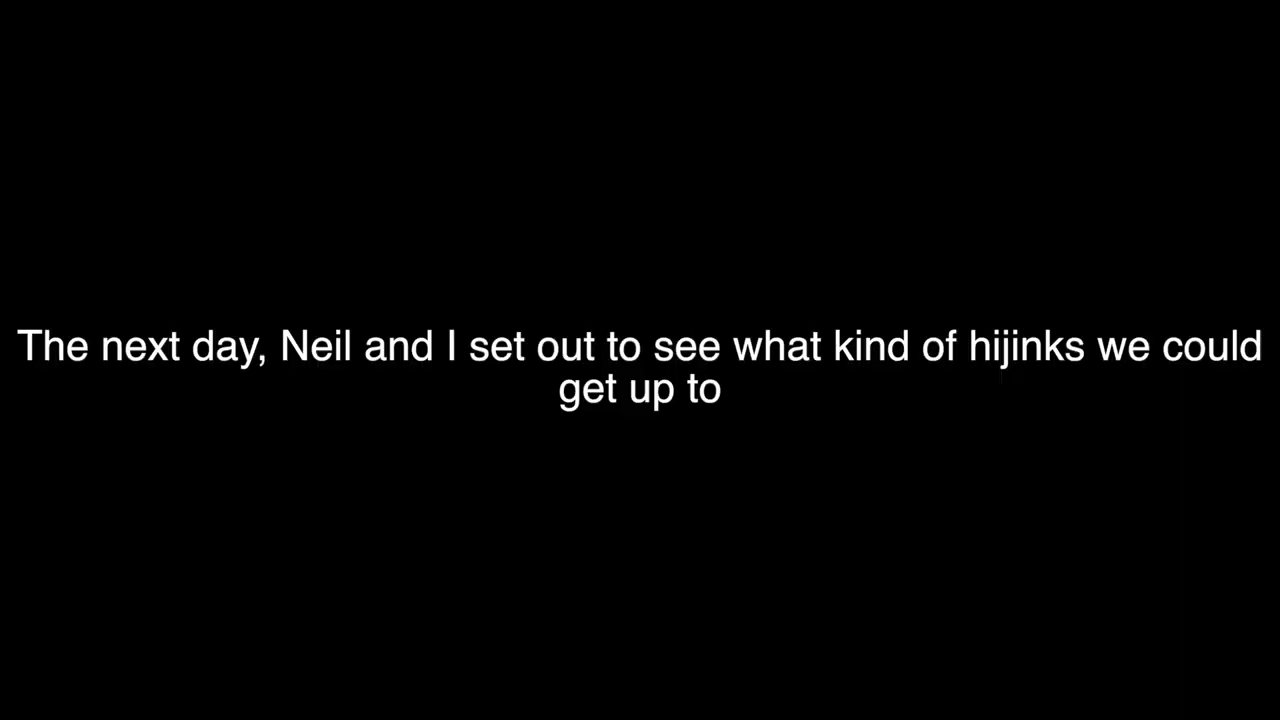 The next day, Neil and I set out to see what kind of hijinks we could
get up to